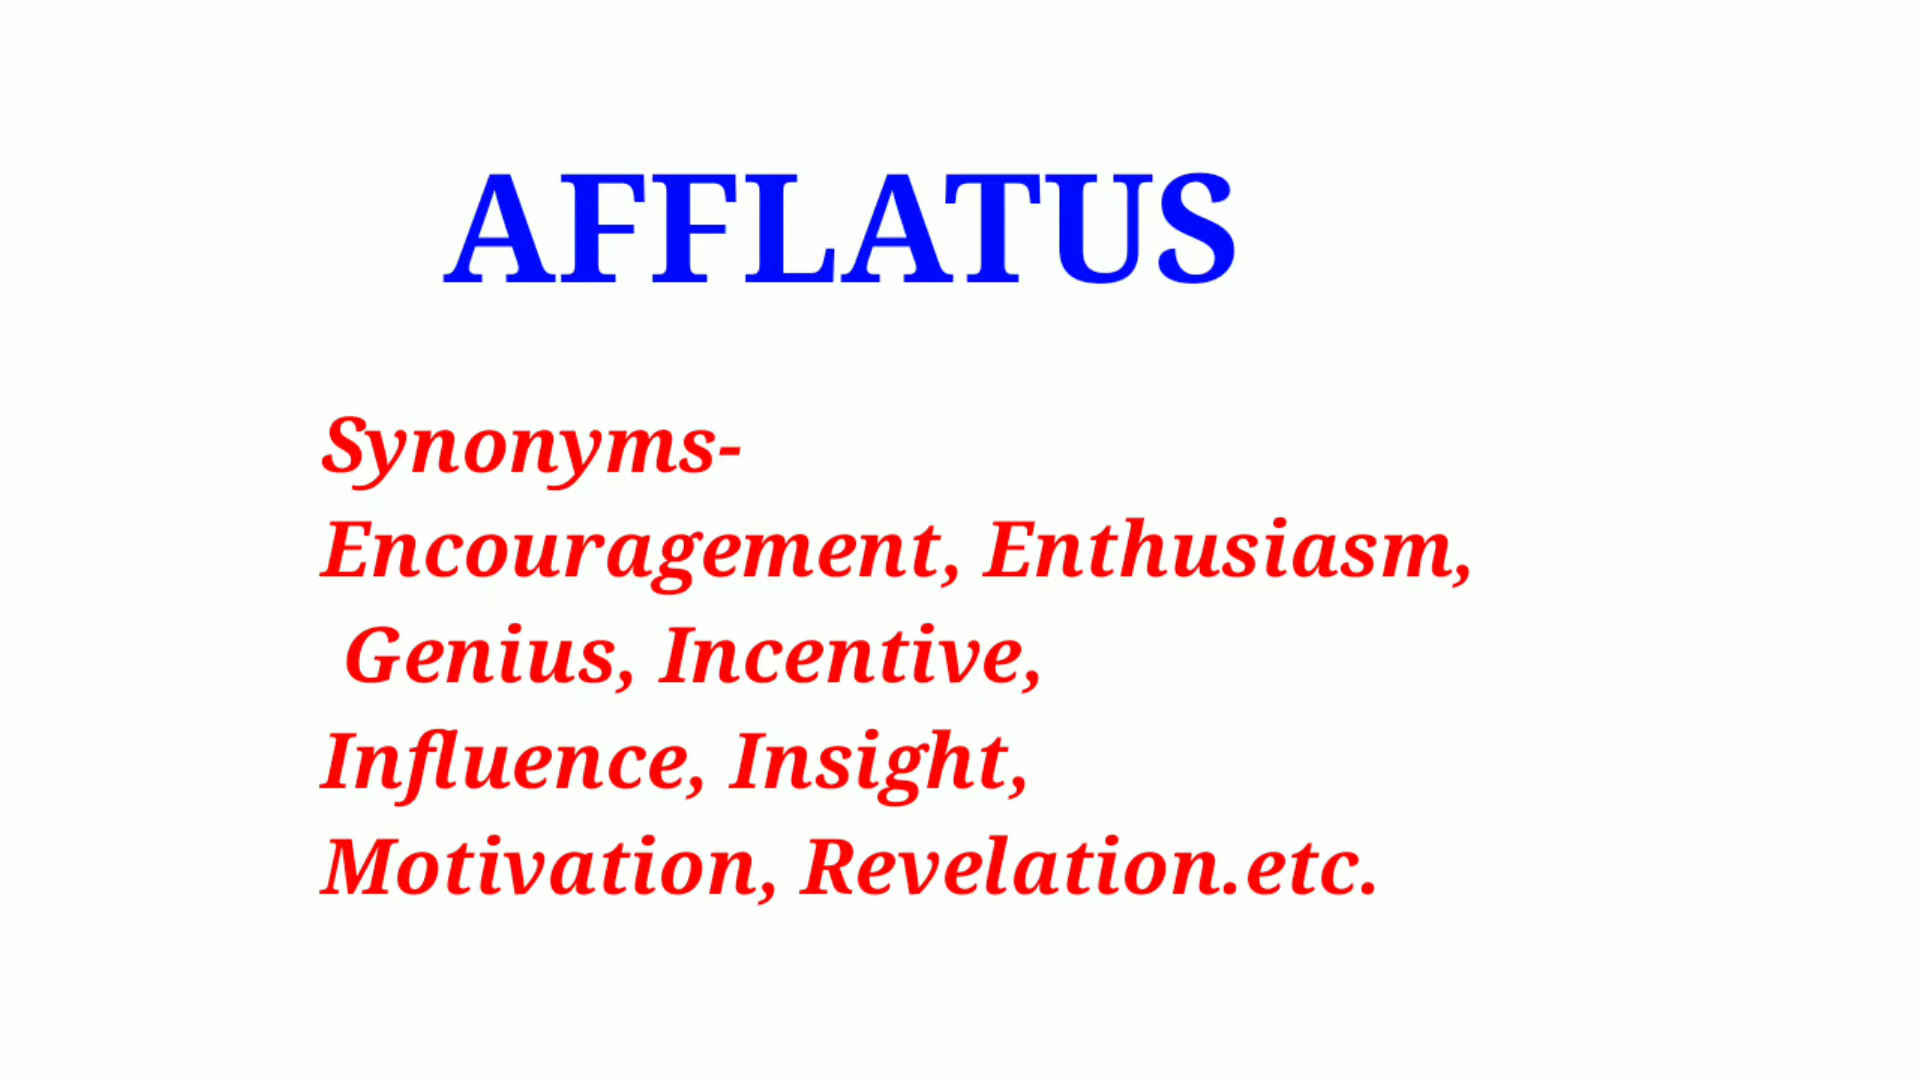 AFFLATUS
Synonyms-
Encouragement, Enthusiasm,
Genius, Incentive,
Influence, Insight,
Motivation, Revelation.etc.